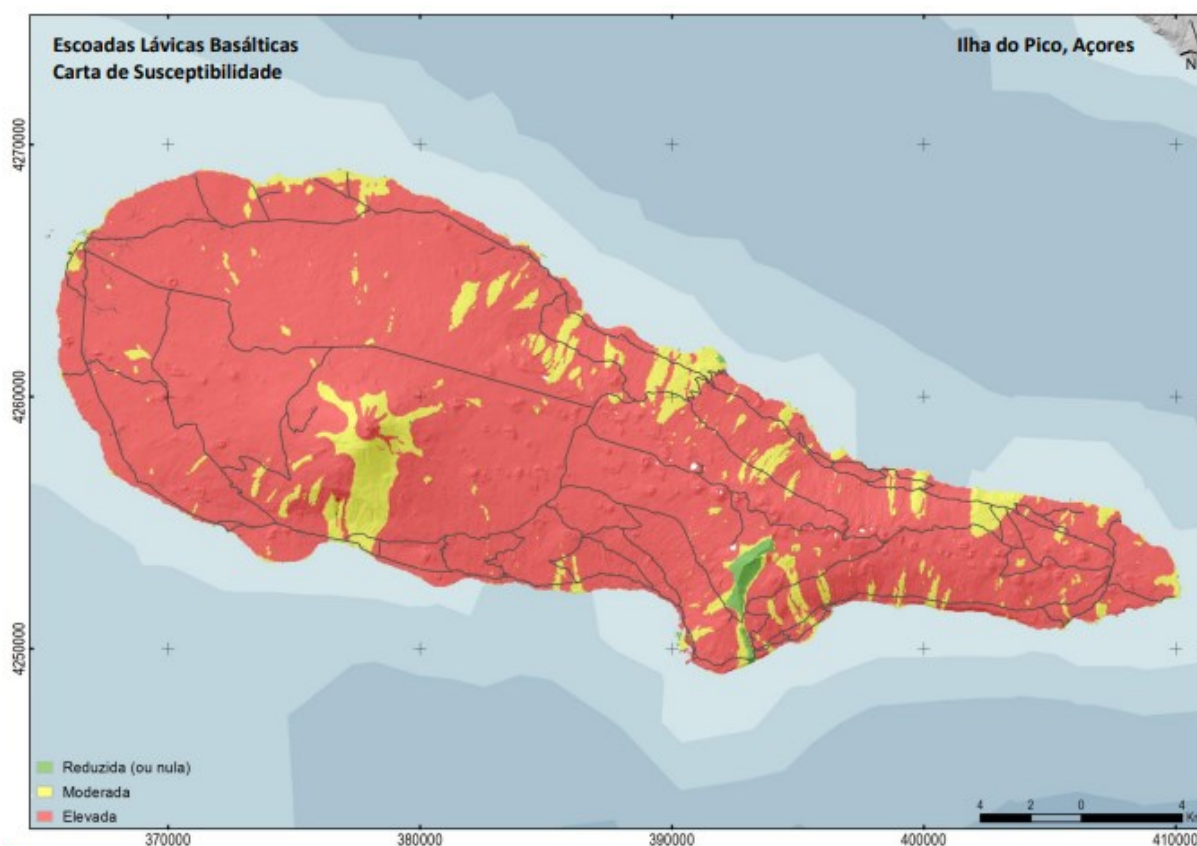 Escoadas Lávicas Basálticas
Carta de Susceptibilidade
Ilha do Pico, Açores
N
4270000
4260000
4250000
Reduzida (ou nula)
Moderada
Elevada
4 2 0 4
370000 380000 390000 400000